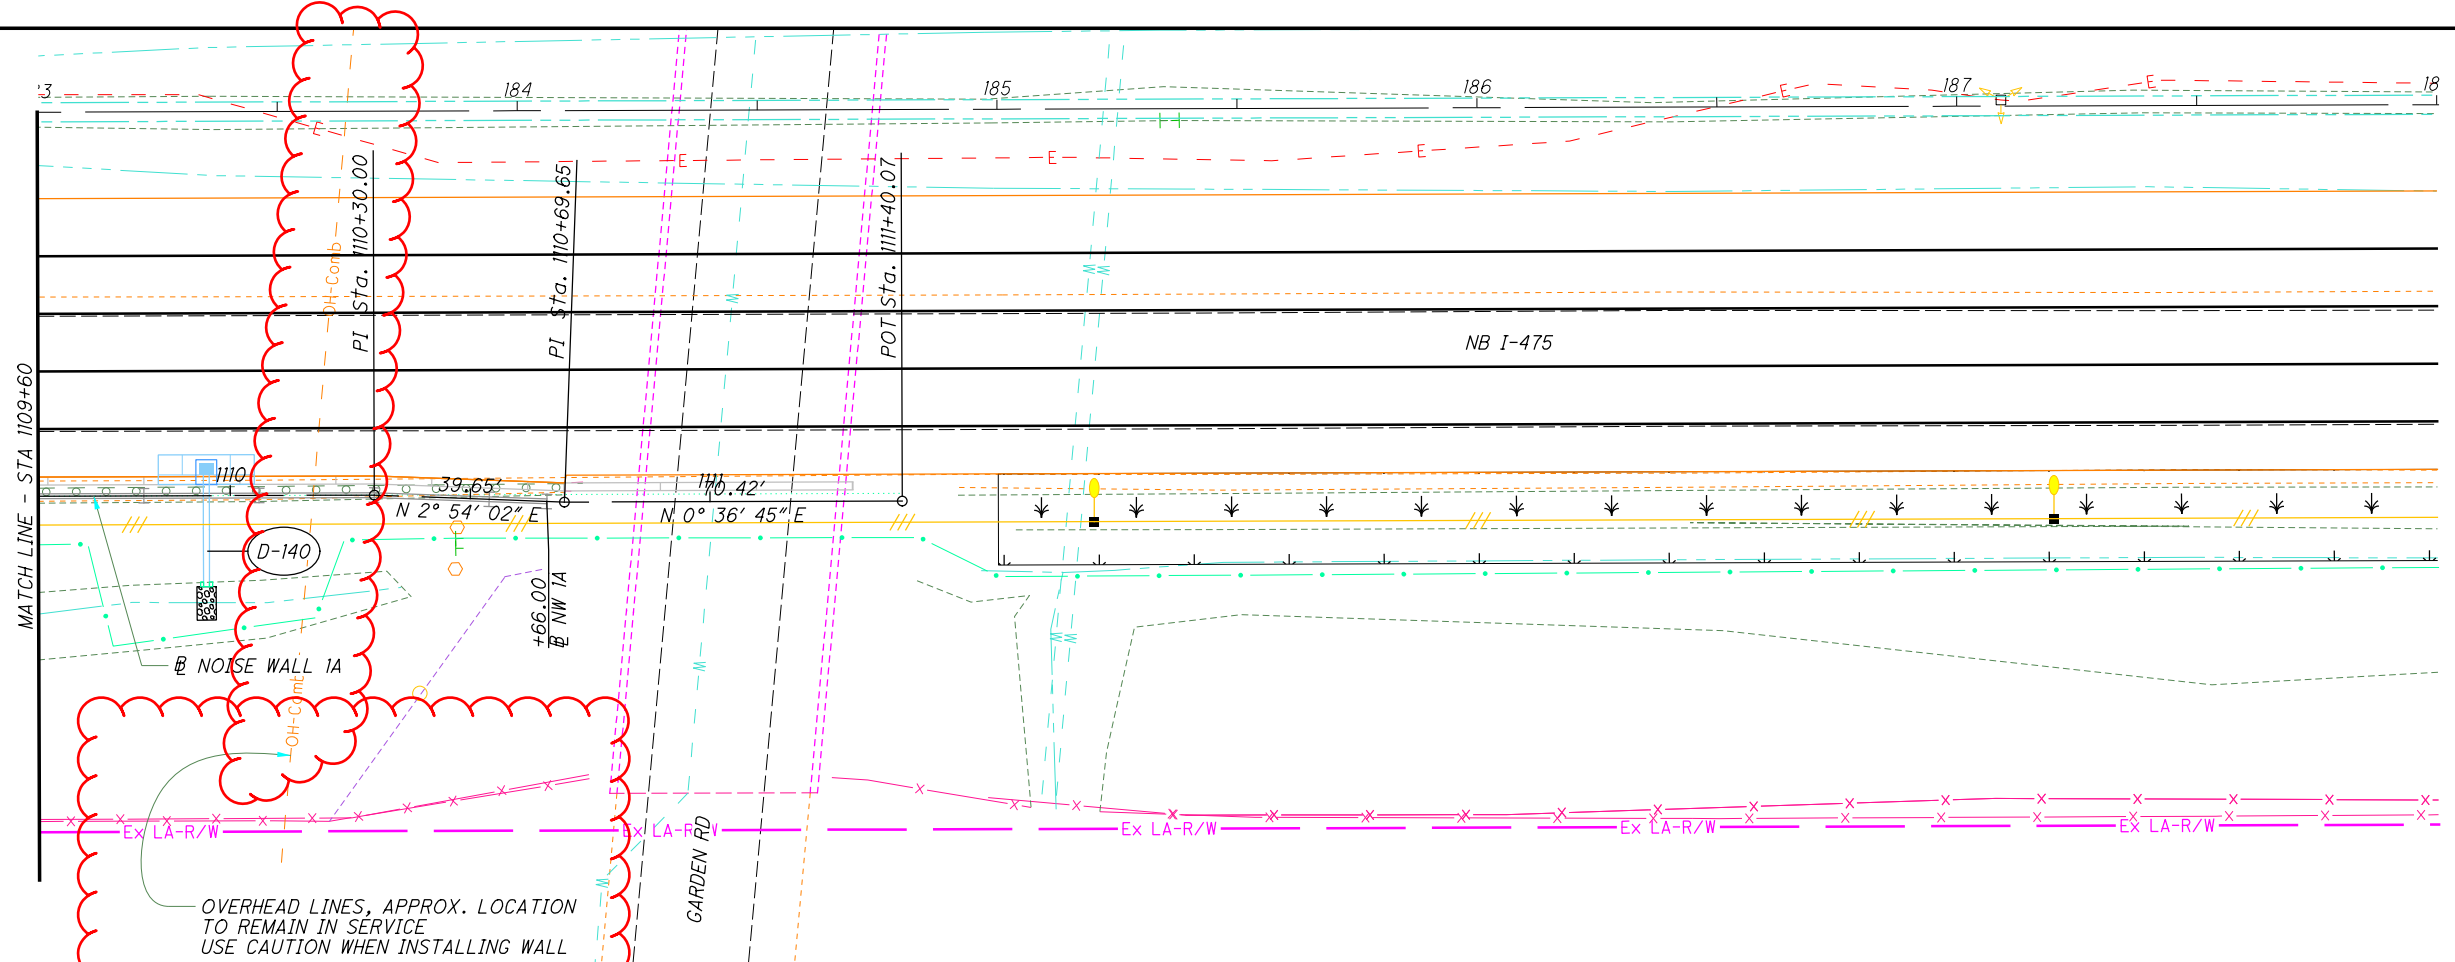 184
185
186
187
18
E
E
E
E
E
E
PI Sta. 1110+30.00
PI Sta. 1110+69.65
POT Sta. 1111+40.07
OH-Comb
W
W
W
NB I-475
MATCH LINE - STA 1109+60
1110
39.65'
1111
70.42'
N 2° 54' 02" E
N 0° 36' 45" E
D-140
+66.00
B NW 1A
B NOISE WALL 1A
W
W
W
OH-Comb
Ex LA-R/W
Ex LA-R/W
Ex LA-R/W
Ex LA-R/W
Ex LA-R/W
GARDEN RD
W
OVERHEAD LINES, APPROX. LOCATION
TO REMAIN IN SERVICE
USE CAUTION WHEN INSTALLING WALL